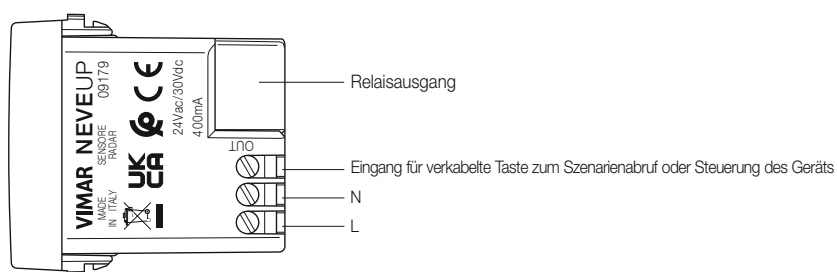 VIMAR NEVEUP
SENSORE 09179
RADAR
MADE
IN ITALY
UK
CA
CE
24Vac/30Vdc
400mA
OUT
Relaisausgang
Eingang für verkabelte Taste zum Szenarienabruf oder Steuerung des Geräts
N
L